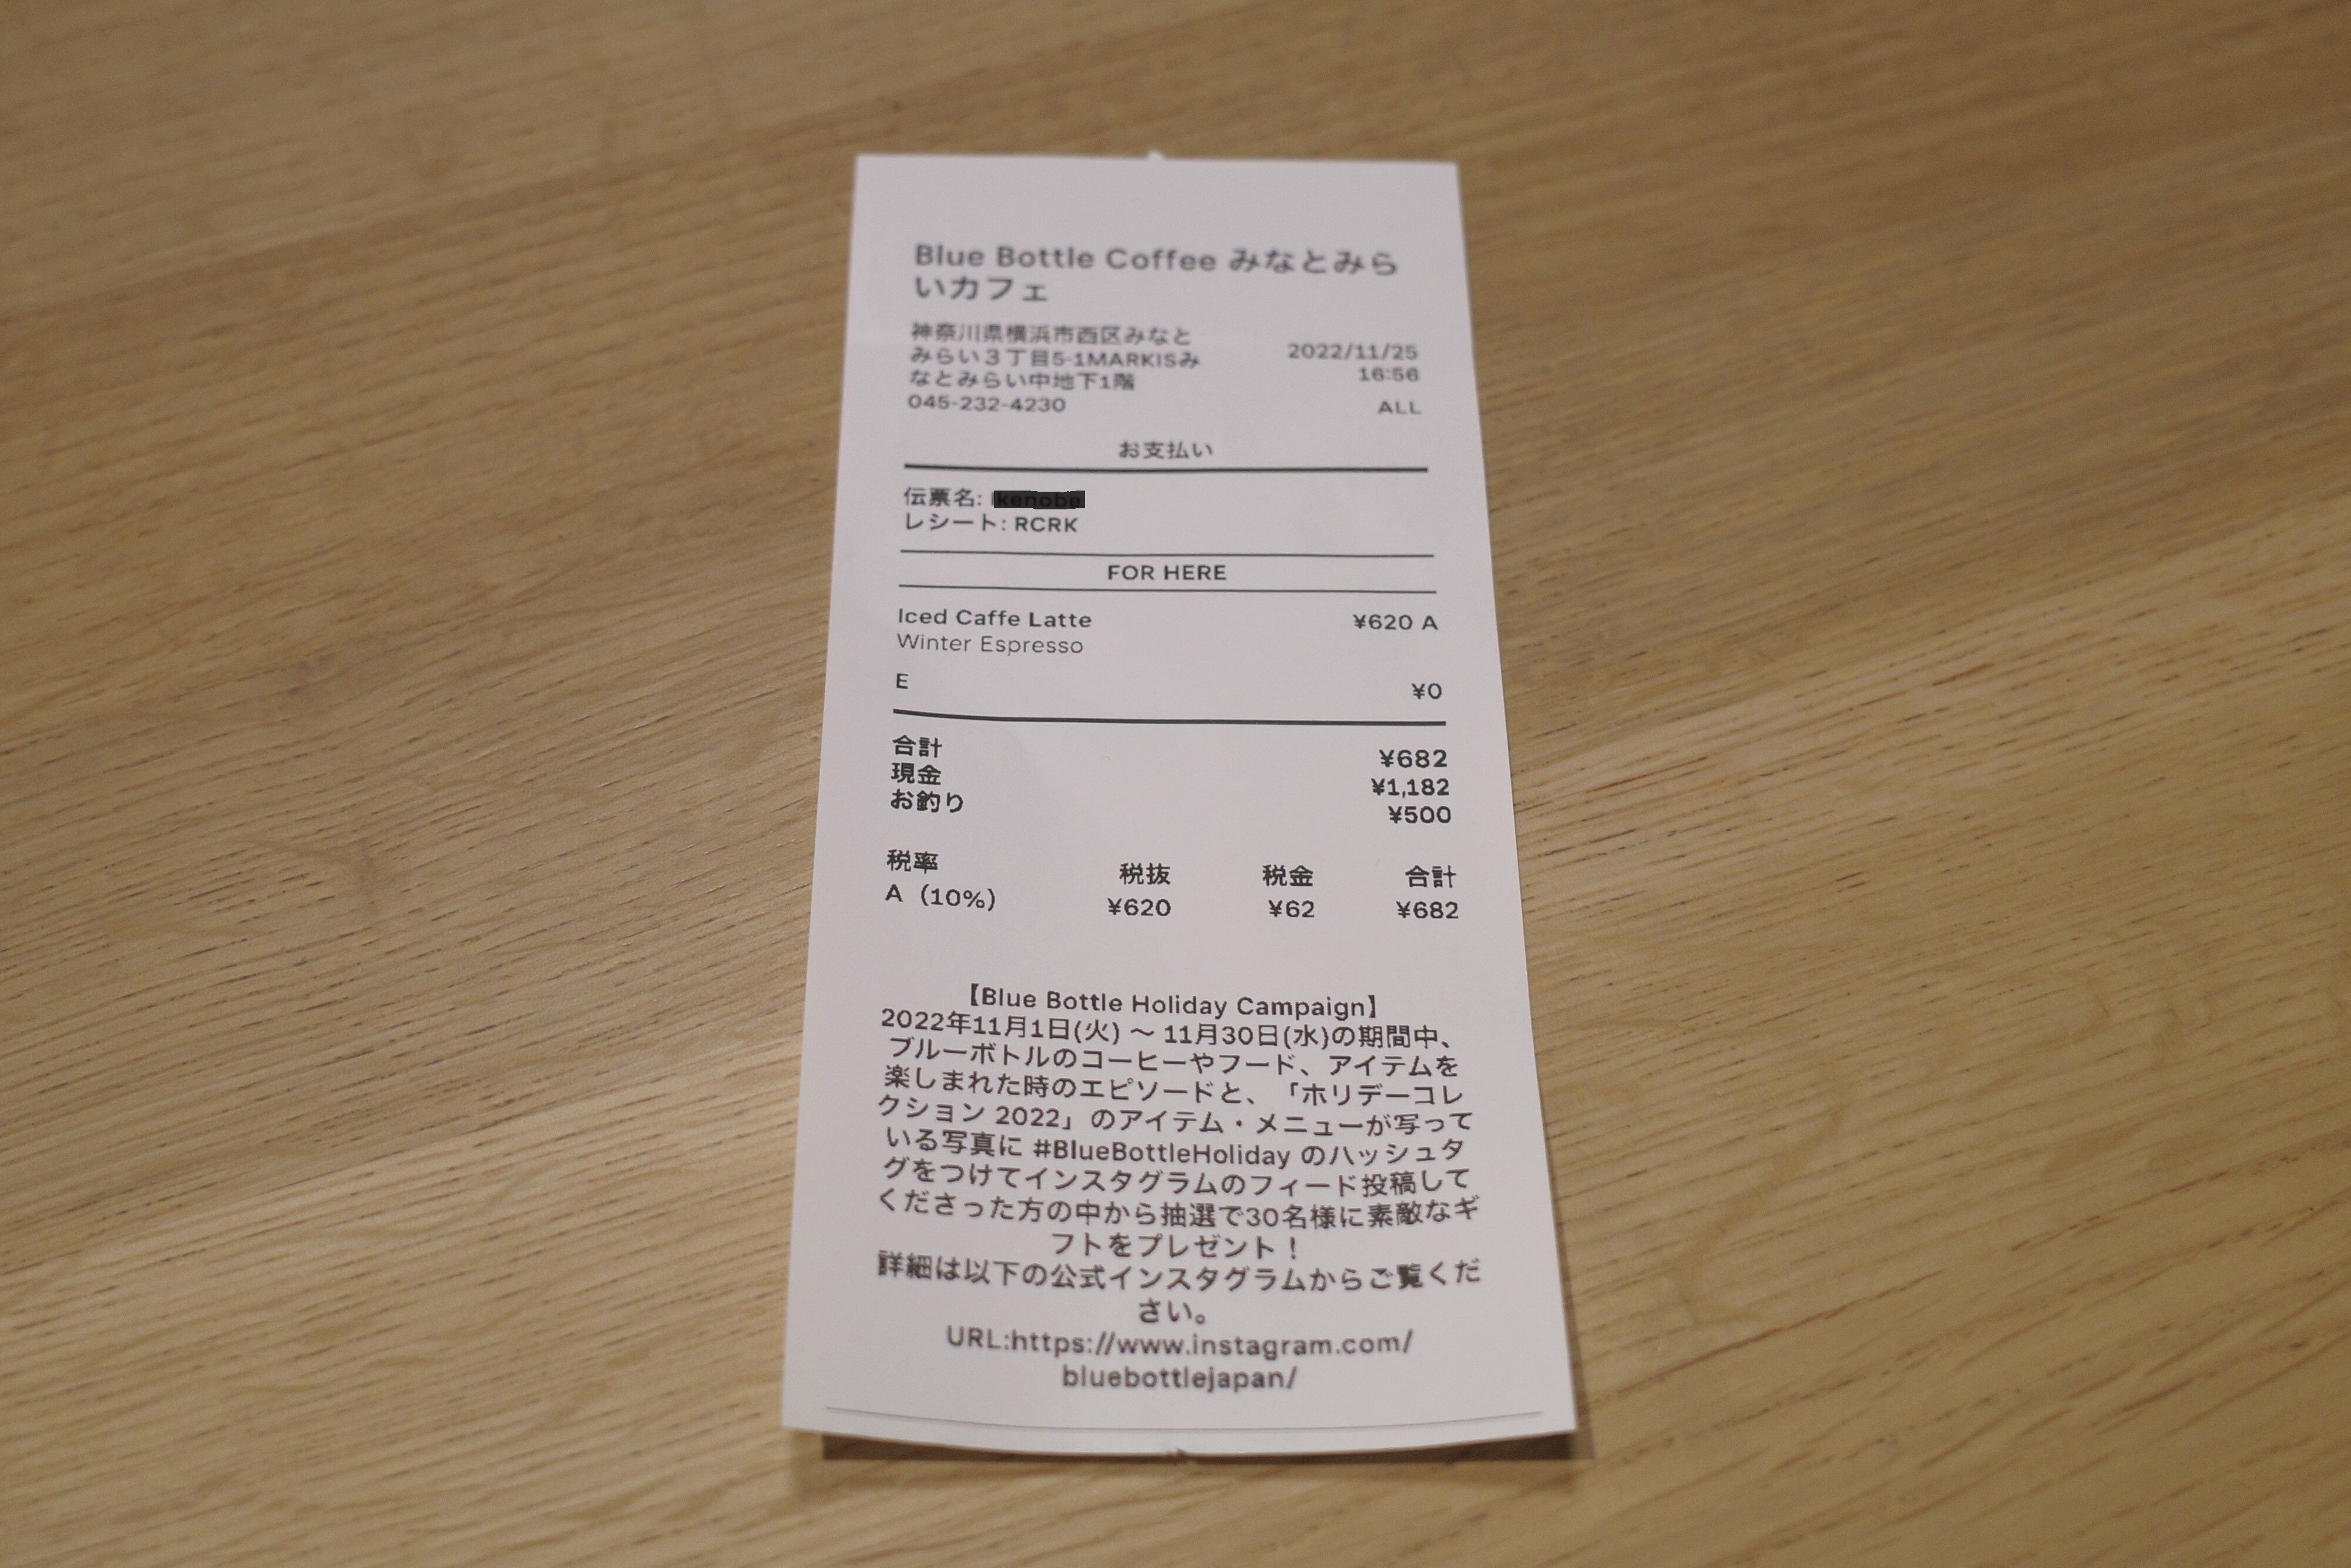 Blue Bottle Coffee みなとみら
いカフェ
神奈川県横浜市西区みなと
みらい３丁目5-1MARKISみ
なとみらい中地下1階
045-232-4230
2022/11/25
16:56
ALL
お支払い
伝票名:
レシート: RCRK
FOR HERE
Iced Caffe Latte ¥620 A
Winter Espresso
E ¥0
合計 ¥682
現金 ¥1,182
お釣り ¥500
税率 税抜 税金 合計
A (10%) ¥620 ¥62 ¥682
【Blue Bottle Holiday Campaign】
2022年11月1日(火) ～ 11月30日(水)の期間中、
ブルーボトルのコーヒーやフード、アイテムを
楽しまれた時のエピソードと、「ホリデーコレ
クション 2022」のアイテム・メニューが写って
いる写真に #BlueBottleHoliday のハッシュタ
グをつけてインスタグラムのフィード投稿して
くださった方の中から抽選で30名様に素敵なギ
フトをプレゼント！
詳細は以下の公式インスタグラムからご覧くだ
さい。
URL:https://www.instagram.com/
bluebottlejapan/